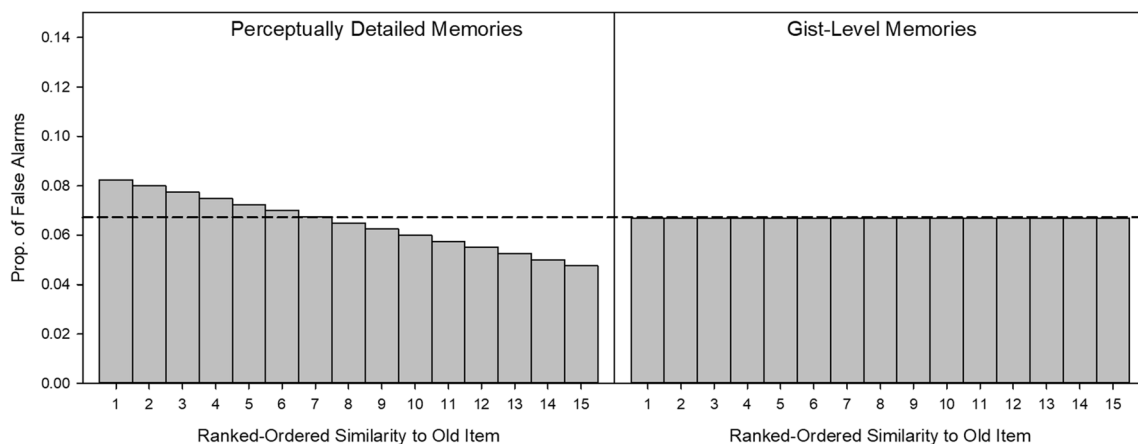 Perceptually Detailed Memories
Gist-Level Memories
Prop. of False Alarms
0.14
0.12
0.10
0.08
0.06
0.04
0.02
0.00
1 2 3 4 5 6 7 8 9 10 11 12 13 14 15
1 2 3 4 5 6 7 8 9 10 11 12 13 14 15
Ranked-Ordered Similarity to Old Item
Ranked-Ordered Similarity to Old Item